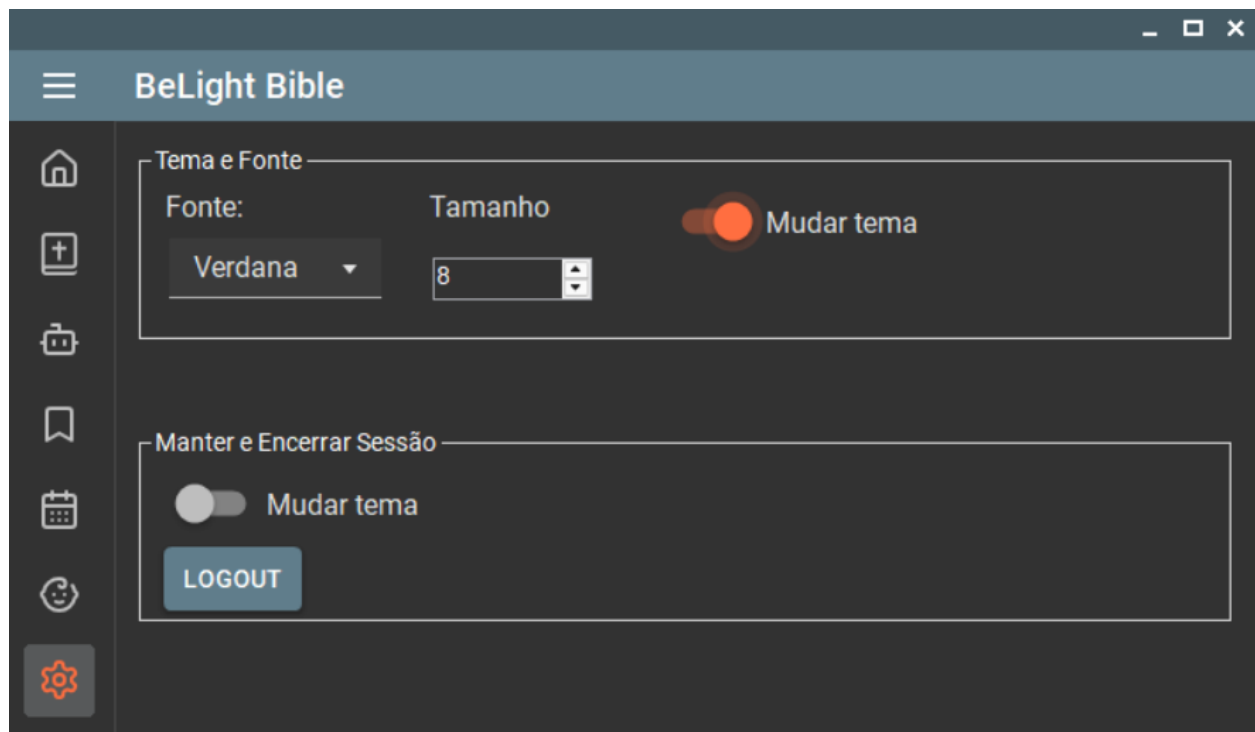 BeLight Bible
Tema e Fonte
Fonte: Tamanho
Mudar tema
Verdana
8
Manter e Encerrar Sessão
Mudar tema
LOGOUT